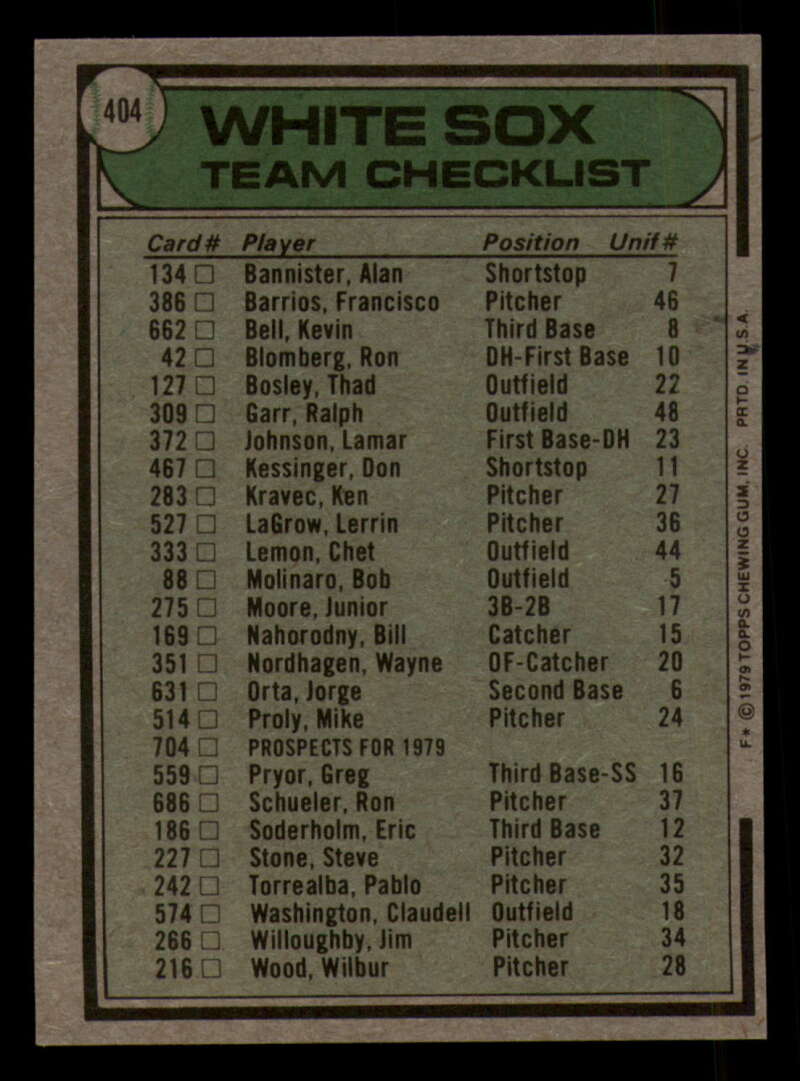 404
WHITE SOX
TEAM CHECKLIST
Card# Player Position Unif#
134 Bannister, Alan Shortstop 7
386 Barrios, Francisco Pitcher 46
662 Bell, Kevin Third Base 8
42 Blomberg, Ron DH-First Base 10
127 Bosley, Thad Outfield 22
309 Garr, Ralph Outfield 48
372 Johnson, Lamar First Base-DH 23
467 Kessinger, Don Shortstop 11
283 Kravec, Ken Pitcher 27
527 LaGrow, Lerrin Pitcher 36
333 Lemon, Chet Outfield 44
88 Molinaro, Bob Outfield 5
275 Moore, Junior 3B-2B 17
169 Nahorodny, Bill Catcher 15
351 Nordhagen, Wayne OF-Catcher 20
631 Orta, Jorge Second Base 6
514 Proly, Mike Pitcher 24
704 PROSPECTS FOR 1979
559 Pryor, Greg Third Base-SS 16
686 Schueler, Ron Pitcher 37
186 Soderholm, Eric Third Base 12
227 Stone, Steve Pitcher 32
242 Torrealba, Pablo Pitcher 35
574 Washington, Claudell Outfield 18
266 Willoughby, Jim Pitcher 34
216 Wood, Wilbur Pitcher 28
F* © 1979 TOPPS CHEWING GUM, INC. PRTD. IN U.S.A.